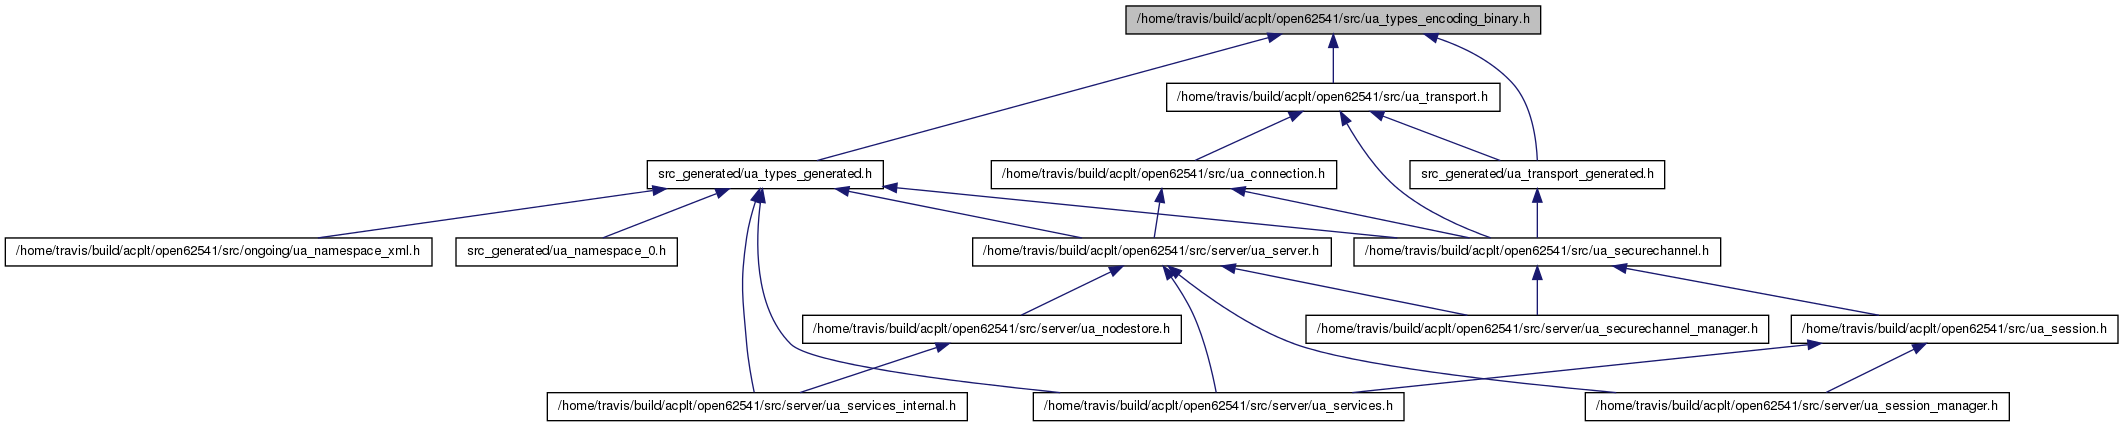 /home/travis/build/acplt/open62541/src/ua_types_encoding_binary.h
/home/travis/build/acplt/open62541/src/ua_transport.h
src_generated/ua_types_generated.h
/home/travis/build/acplt/open62541/src/ua_connection.h
src_generated/ua_transport_generated.h
/home/travis/build/acplt/open62541/src/ongoing/ua_namespace_xml.h
src_generated/ua_namespace_0.h
/home/travis/build/acplt/open62541/src/server/ua_server.h
/home/travis/build/acplt/open62541/src/ua_securechannel.h
/home/travis/build/acplt/open62541/src/server/ua_nodestore.h
/home/travis/build/acplt/open62541/src/server/ua_securechannel_manager.h
/home/travis/build/acplt/open62541/src/ua_session.h
/home/travis/build/acplt/open62541/src/server/ua_services_internal.h
/home/travis/build/acplt/open62541/src/server/ua_services.h
/home/travis/build/acplt/open62541/src/server/ua_session_manager.h